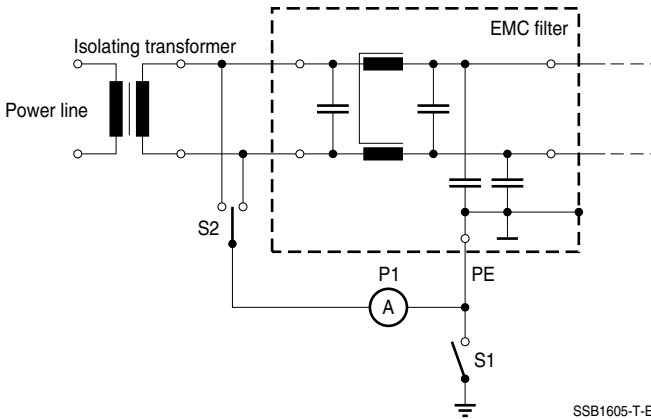 EMC filter
Isolating transformer
Power line
S2
P1
PE
A
S1
SSB1605-T-E